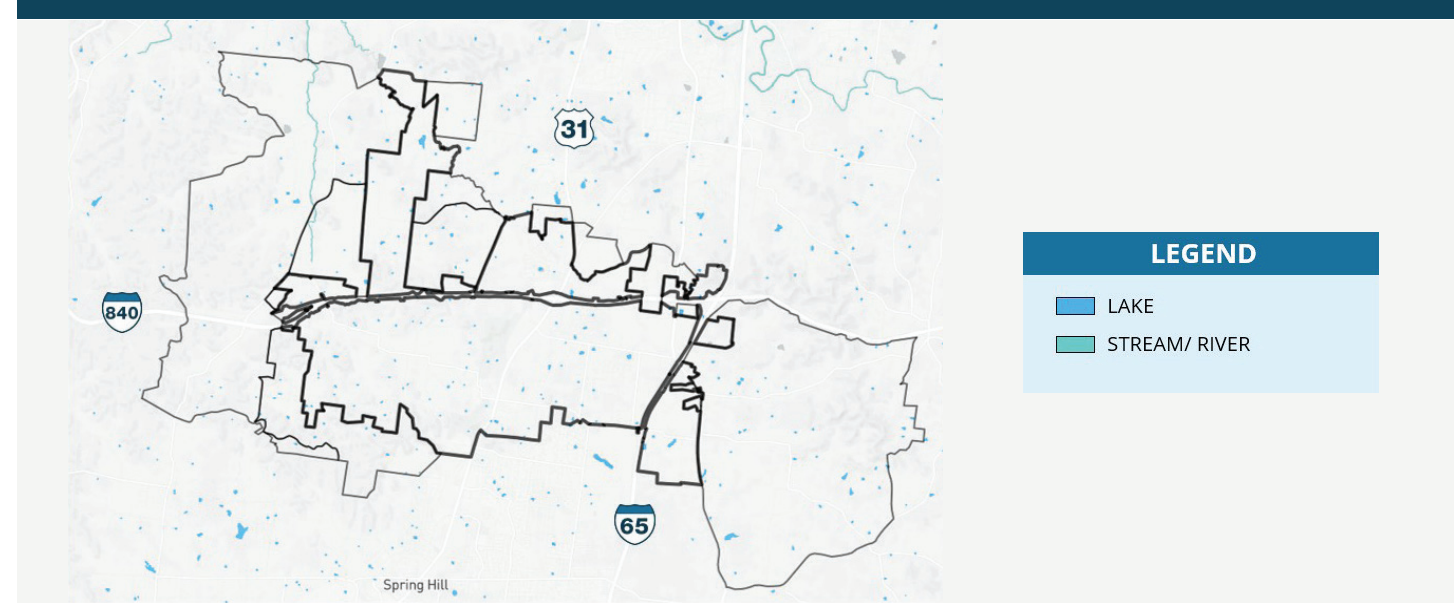 31
LEGEND
LAKE
840
STREAM/ RIVER
65
Spring Hill